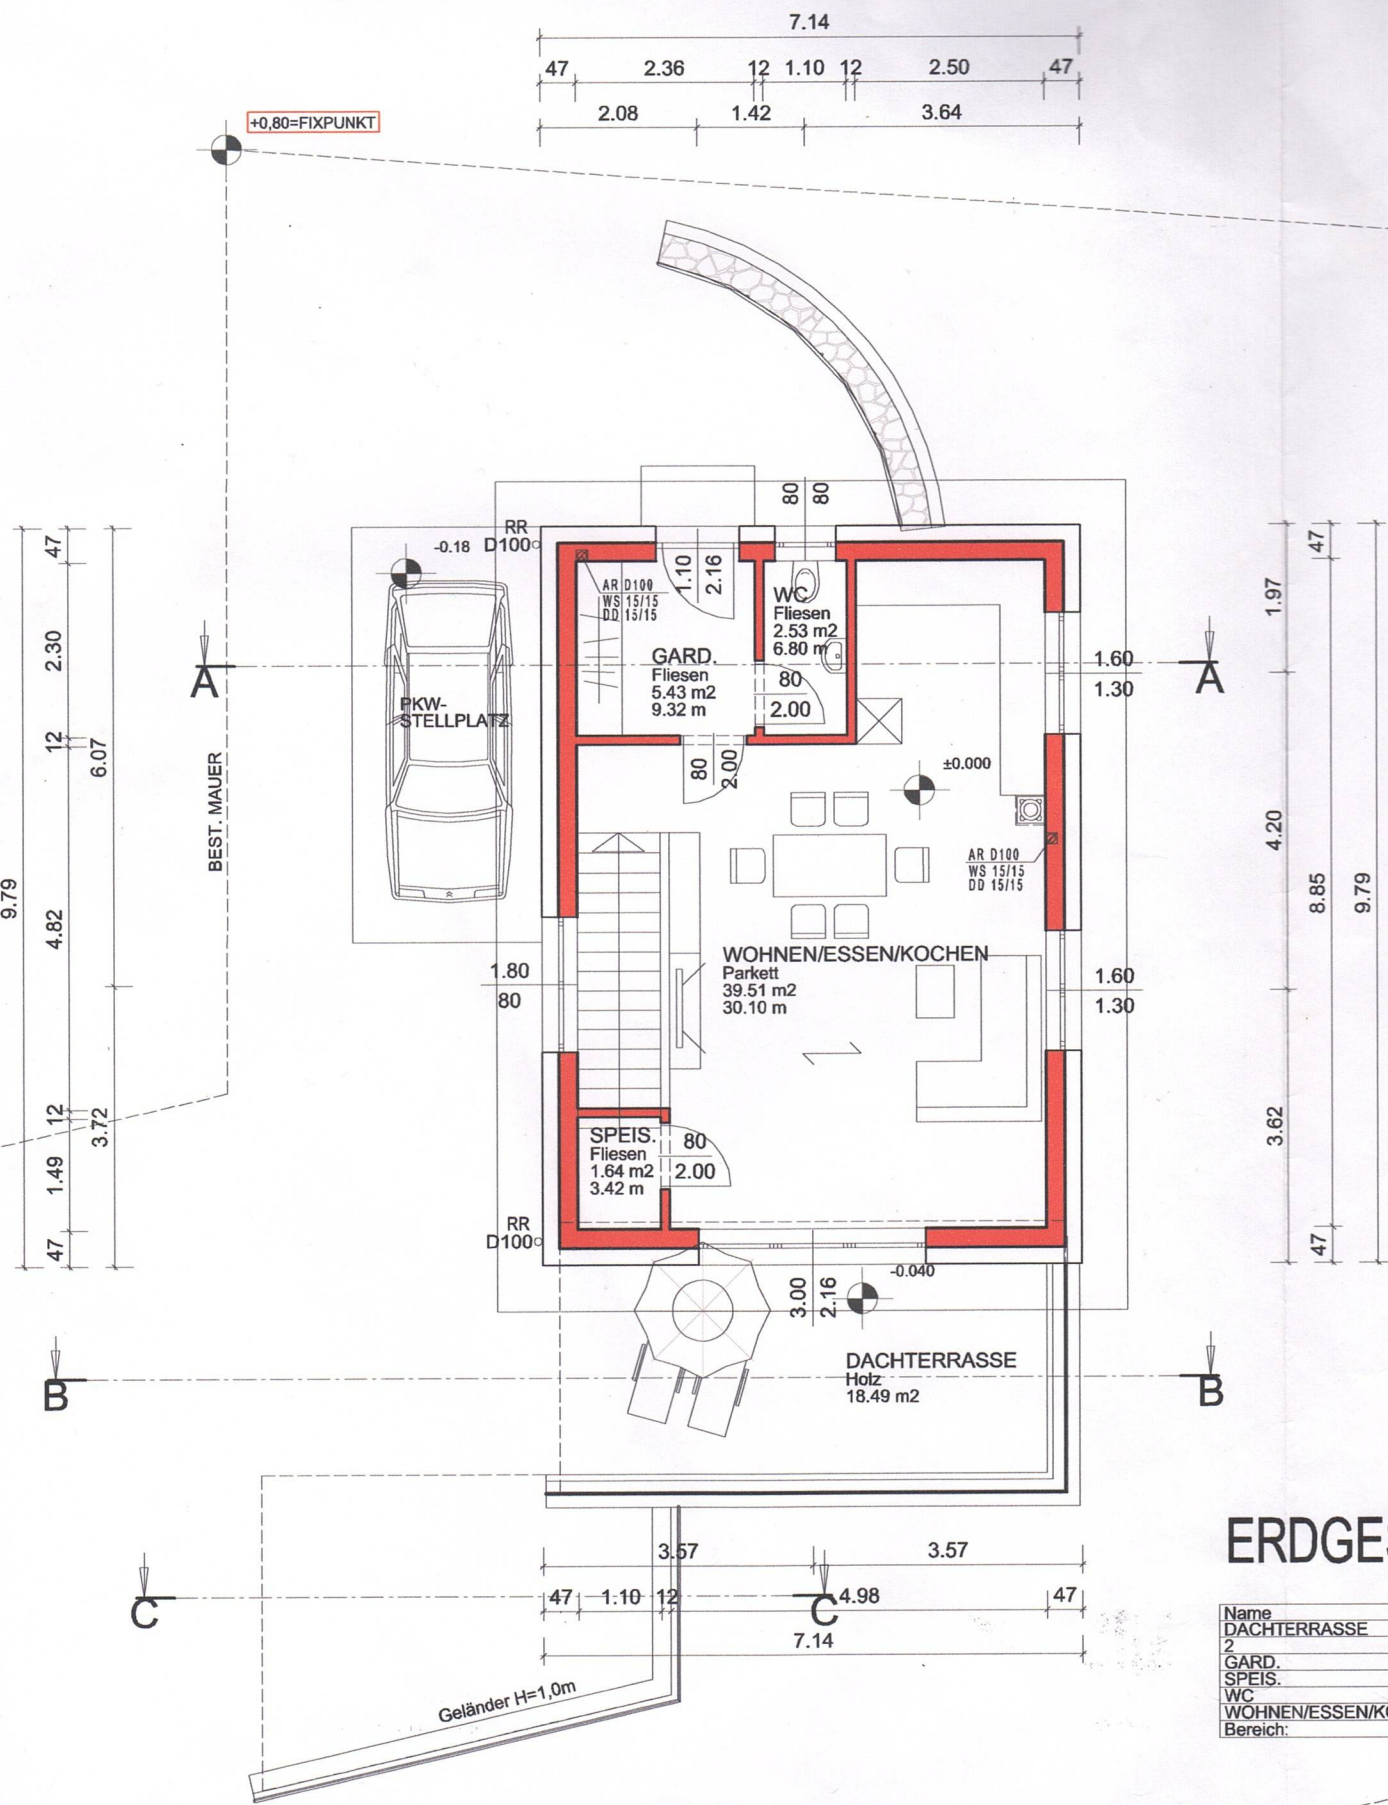 7.14
47 2.36 12 1.10 12 2.50 47
2.08 1.42 3.64
+0,80=FIXPUNKT
80 80
RR
D100
-0.18
47
2.30
12
4.82
12
1.49
47
6.07
3.72
9.79
AR D100
WS 15/15
DD 15/15
1.10 2.16
WC
Fliesen
2.53 m2
6.80 m
GARD.
Fliesen
5.43 m2
9.32 m
80
2.00
80 2.00
PKW-
STELLPLATZ
A
A
BEST. MAUER
1.60
1.30
±0.000
AR D100
WS 15/15
DD 15/15
47
1.97
4.20
8.85
9.79
3.62
47
WOHNEN/ESSEN/KOCHEN
Parkett
39.51 m2
30.10 m
1.80
80
1.60
1.30
SPEIS.
Fliesen
1.64 m2
3.42 m
80
2.00
RR
D100
-0.040
3.00 2.16
DACHTERRASSE
Holz
18.49 m2
B
B
3.57 3.57
47 1.10 12 4.98 47
7.14
C
C
Geländer H=1,0m
ERDGES
Name
DACHTERRASSE
2
GARD.
SPEIS.
WC
WOHNEN/ESSEN/KO
Bereich: